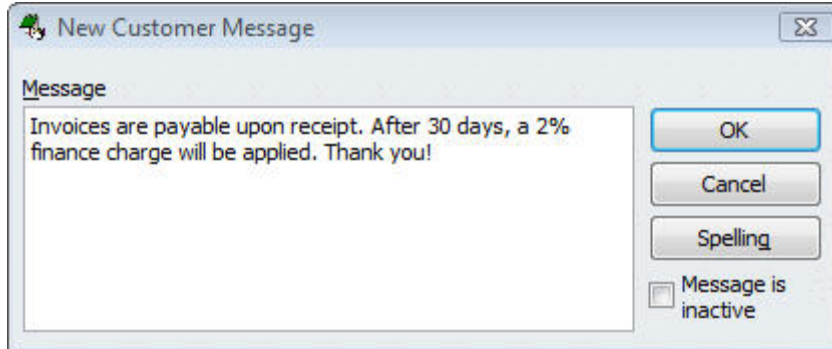 New Customer Message
Message
Invoices are payable upon receipt. After 30 days, a 2%
finance charge will be applied. Thank you!
OK
Cancel
Spelling
Message is
inactive